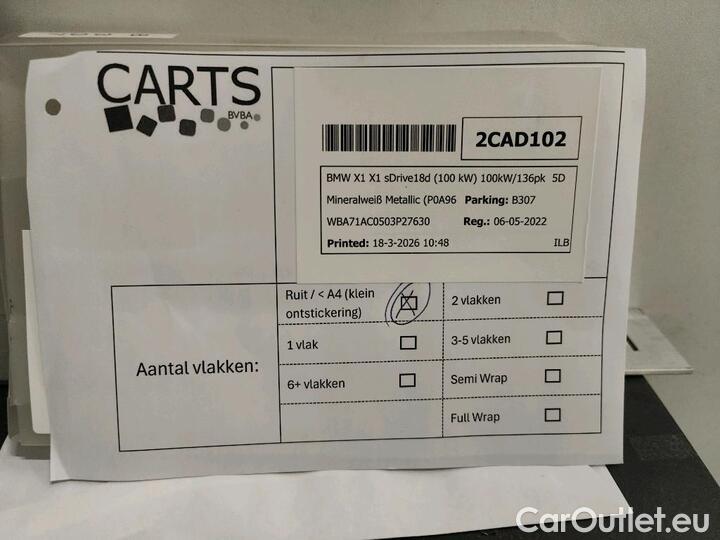 CARTS
BVBA
2CAD102
BMW X1 X1 sDrive18d (100 kW) 100kW/136pk 5D
Mineralweiß Metallic (P0A96 Parking: B307
WBA71AC0503P27630 Reg.: 06-05-2022
Printed: 18-3-2026 10:48 ILB
Aantal vlakken:
Ruit / < A4 (klein
ontstickering)
2 vlakken
1 vlak
3-5 vlakken
6+ vlakken
Semi Wrap
Full Wrap
CarOutlet.eu